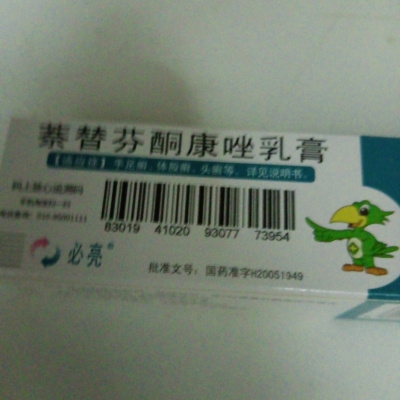 萘替芬酮康唑乳膏
【适应症】手足癣、体股癣、头癣等。详见说明书。
83019 41020 93077 73954
必亮®
批准文号：国药准字H20051949